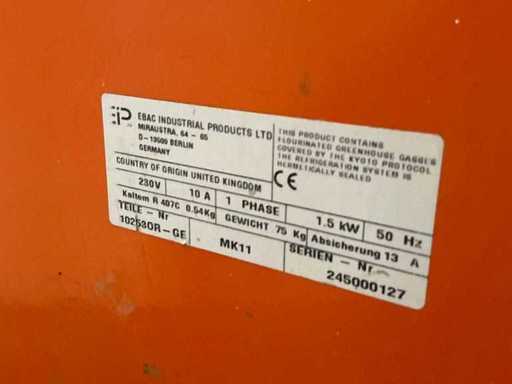 EIP EBAC INDUSTRIAL PRODUCTS LTD
MIRAUSTRA, 64 - 65
D-13509 BERLIN
GERMANY
THIS PRODUCT CONTAINS
FLOURINATED GREENHOUSE GASSES
COVERED BY THE KYOTO PROTOCOL
THE REFRIGERATION SYSTEM IS
HERMETICALLY SEALED
CE
COUNTRY OF ORIGIN UNITED KINGDOM
230V 10 A 1 PHASE 1.5 kW 50 Hz
Kaltem R 407C 0.54Kg GEWICHT 75 Kg Absicherung 13 A
TEILE - Nr
10253OR-GE
MK11
SERIEN - Nr.
245000127